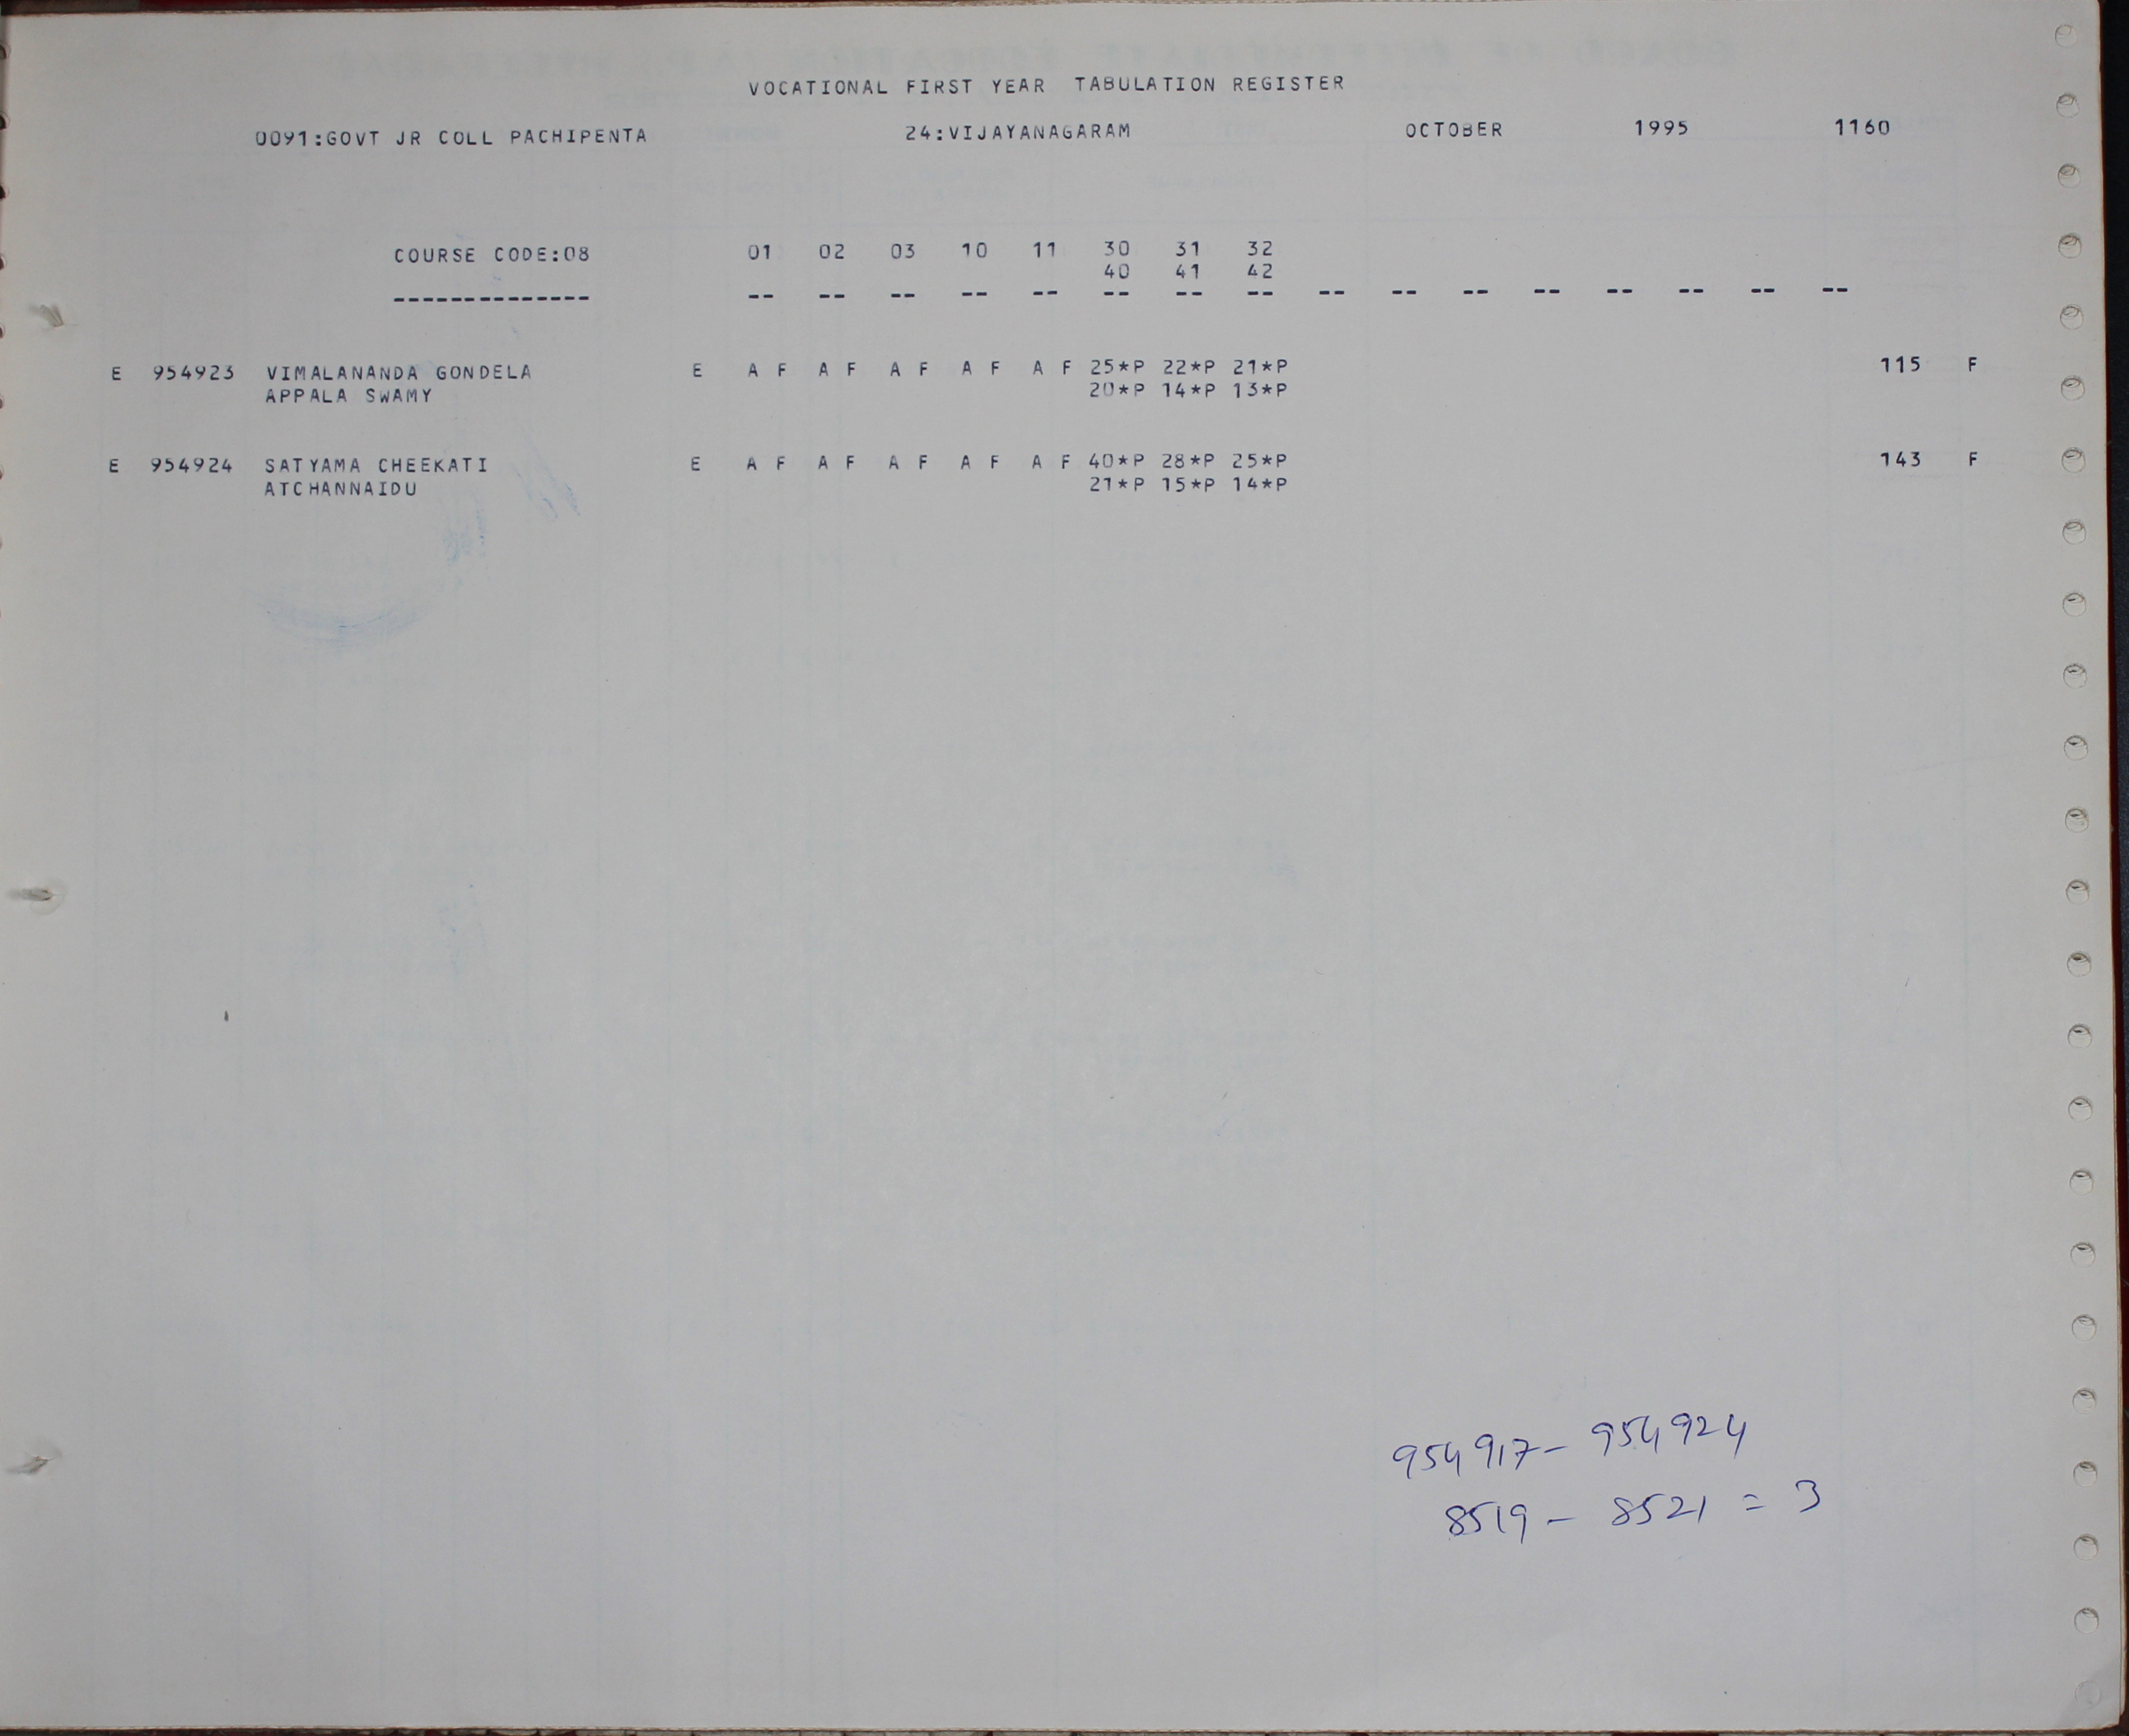 VOCATIONAL FIRST YEAR TABULATION REGISTER
0091:GOVT JR COLL PACHIPENTA 24:VIJAYANAGARAM OCTOBER 1995 1160
COURSE CODE:08 01 02 03 10 11 30 31 32
40 41 42
-------------- -- -- -- -- -- -- -- -- -- -- -- -- -- -- -- --
E 954923 VIMALANANDA GONDELA E A F A F A F A F A F 25*P 22*P 21*P 115 F
APPALA SWAMY 20*P 14*P 13*P
E 954924 SATYAMA CHEEKATI E A F A F A F A F A F 40*P 28*P 25*P 143 F
ATCHANNAIDU 21*P 15*P 14*P
954917 - 954924
8519 - 8521 = 3